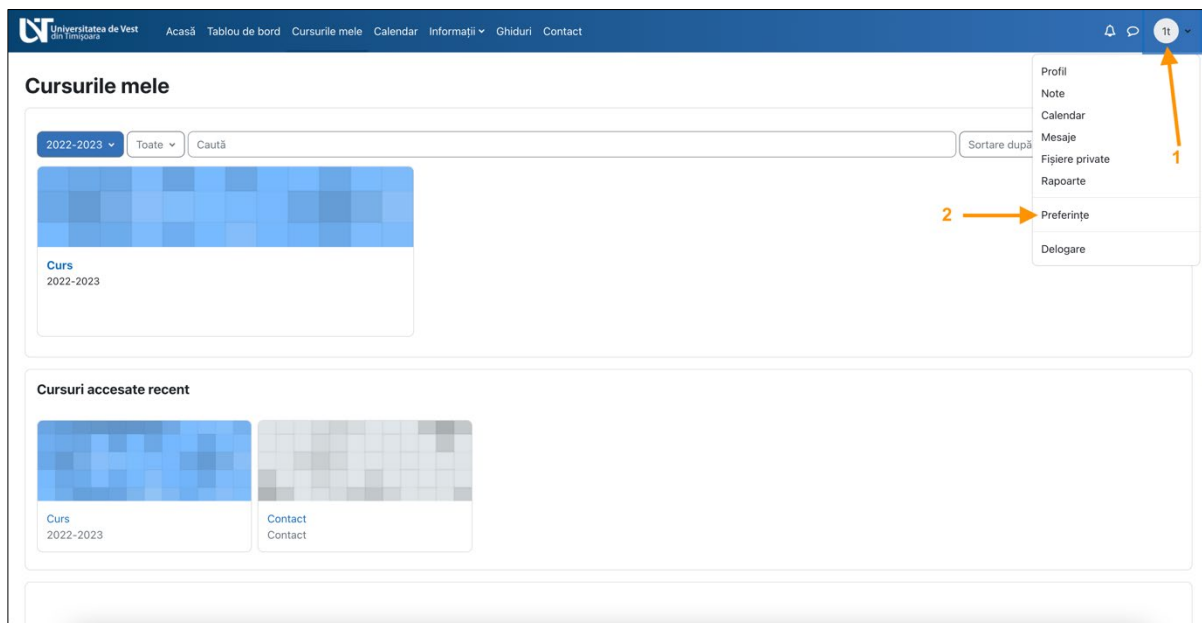 Universitatea de Vest
din Timișoara
Acasă Tablou de bord Cursurile mele Calendar Informații Ghiduri Contact
1t
Cursurile mele
Profil
Note
Calendar
Mesaje
Fișiere private
Rapoarte
Preferințe
Delogare
1
2
2022-2023 Toate Caută Sortare după
Curs
2022-2023
Cursuri accesate recent
Curs
2022-2023
Contact
Contact